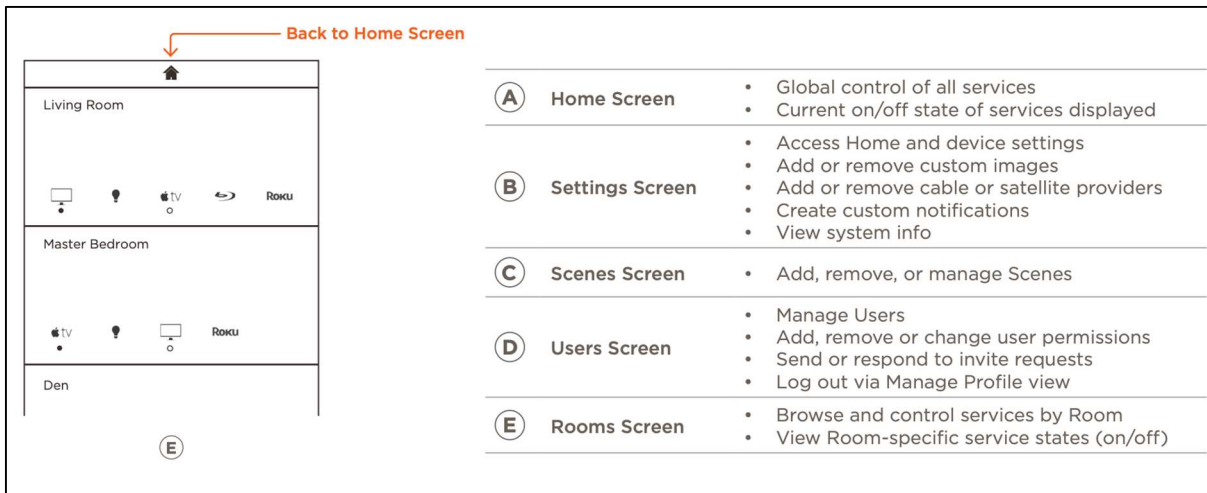 Back to Home Screen
Living Room
tv
Roku
Master Bedroom
tv
Roku
Den
E
A Home Screen
• Global control of all services
• Current on/off state of services displayed
B Settings Screen
• Access Home and device settings
• Add or remove custom images
• Add or remove cable or satellite providers
• Create custom notifications
• View system info
C Scenes Screen
• Add, remove, or manage Scenes
D Users Screen
• Manage Users
• Add, remove or change user permissions
• Send or respond to invite requests
• Log out via Manage Profile view
E Rooms Screen
• Browse and control services by Room
• View Room-specific service states (on/off)